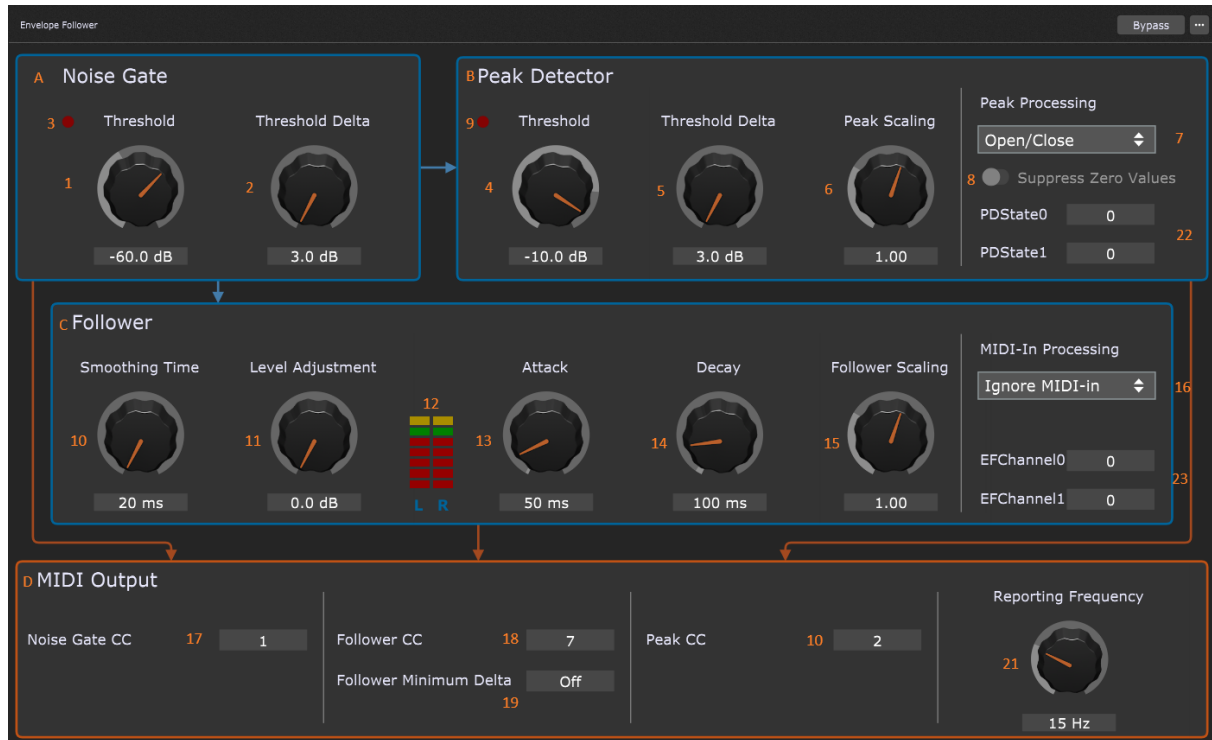 Envelope Follower
Bypass ...
A Noise Gate
3 Threshold Threshold Delta
1 2
-60.0 dB 3.0 dB
B Peak Detector
9 Threshold Threshold Delta Peak Scaling
4 5 6
-10.0 dB 3.0 dB 1.00
Peak Processing
Open/Close 7
8 Suppress Zero Values
PDState0 0
22
PDState1 0
C Follower
Smoothing Time Level Adjustment Attack Decay Follower Scaling
12
10 11 13 14 15
L R
20 ms 0.0 dB 50 ms 100 ms 1.00
MIDI-In Processing
Ignore MIDI-in 16
EFChannel0 0
23
EFChannel1 0
D MIDI Output
Noise Gate CC 17 1
Follower CC 18 7
Follower Minimum Delta Off
19
Peak CC 10 2
Reporting Frequency
21
15 Hz